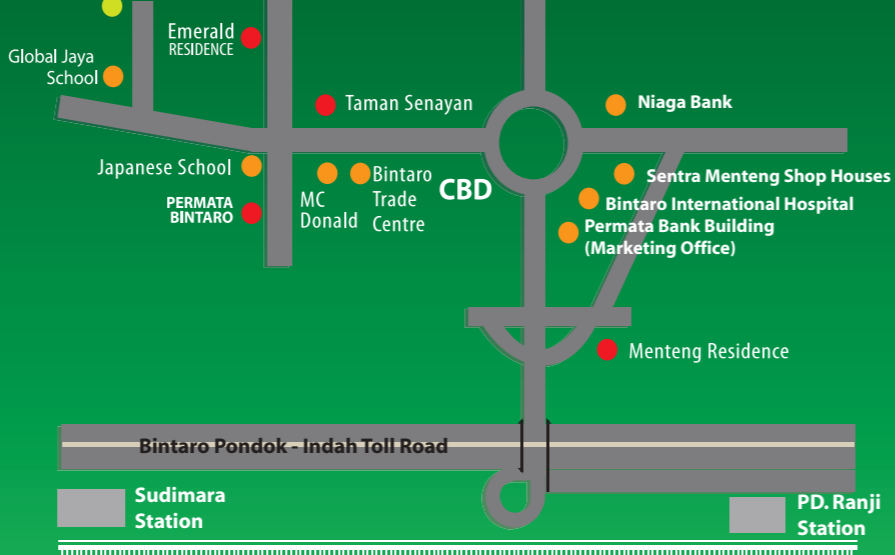 Emerald
RESIDENCE
Global Jaya
School
Taman Senayan
Niaga Bank
Japanese School
PERMATA
BINTARO
MC
Donald
Bintaro
Trade
Centre
CBD
Sentra Menteng Shop Houses
Bintaro International Hospital
Permata Bank Building
(Marketing Office)
Menteng Residence
Bintaro Pondok - Indah Toll Road
Sudimara
Station
PD. Ranji
Station